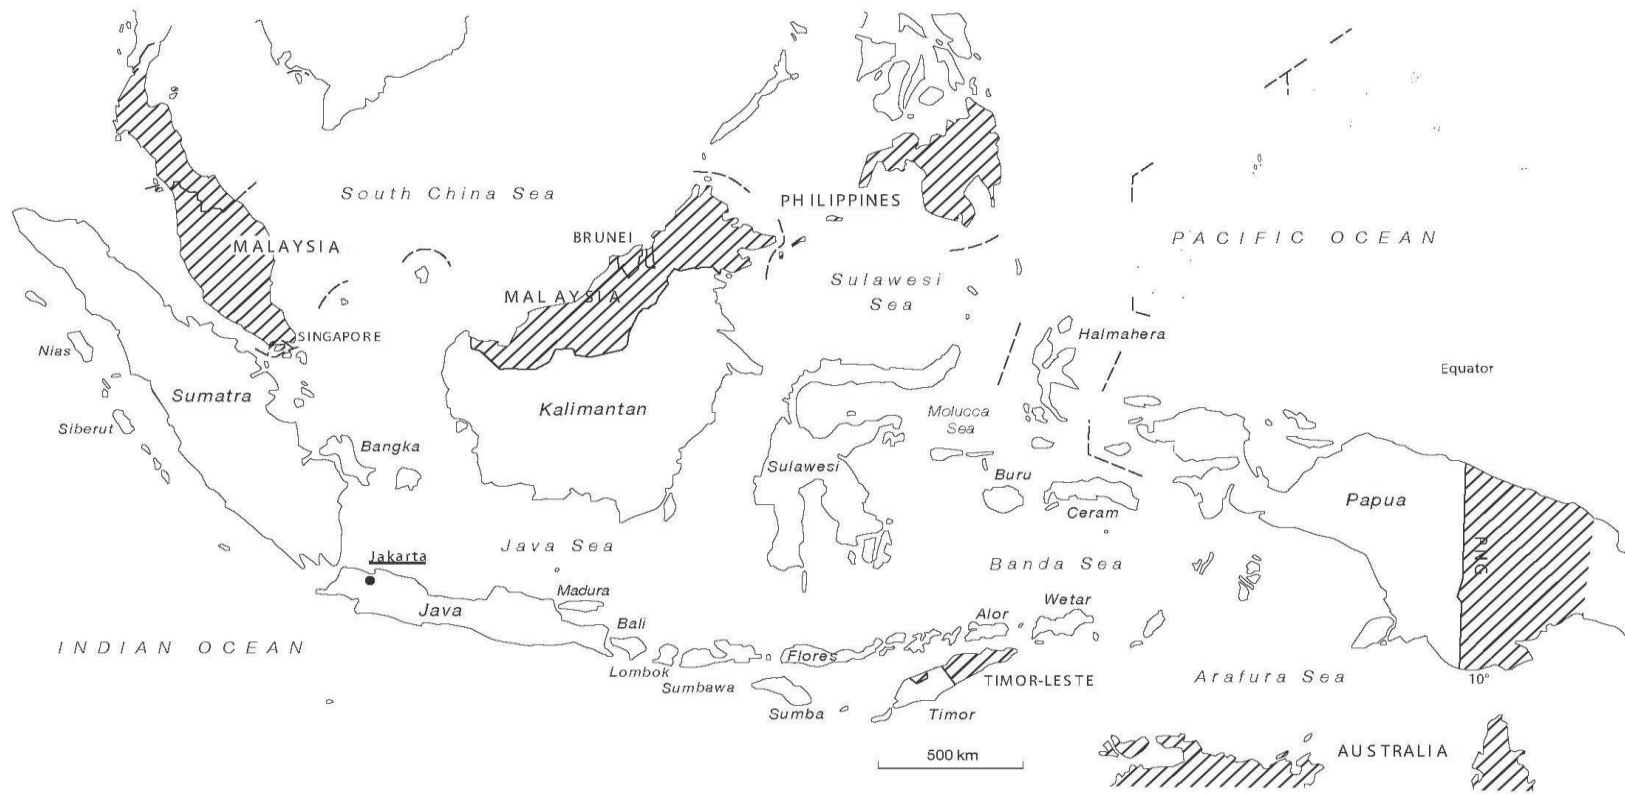 South China Sea
PHILIPPINES
BRUNEI
PACIFIC OCEAN
MALAYSIA
Sulawesi
Sea
MALAYSIA
SINGAPORE
Halmahera
Nias
Equator
Sumatra
Kalimantan
Molucca
Sea
Siberut
Bangka
Sulawesi
Buru
Papua
Ceram
Java Sea
PNG
Jakarta
Banda Sea
Madura
Java
Wetar
Alor
Bali
INDIAN OCEAN
Flores
Lombok
Sumbawa
TIMOR-LESTE
Arafura Sea
10°
Sumba
Timor
500 km
AUSTRALIA